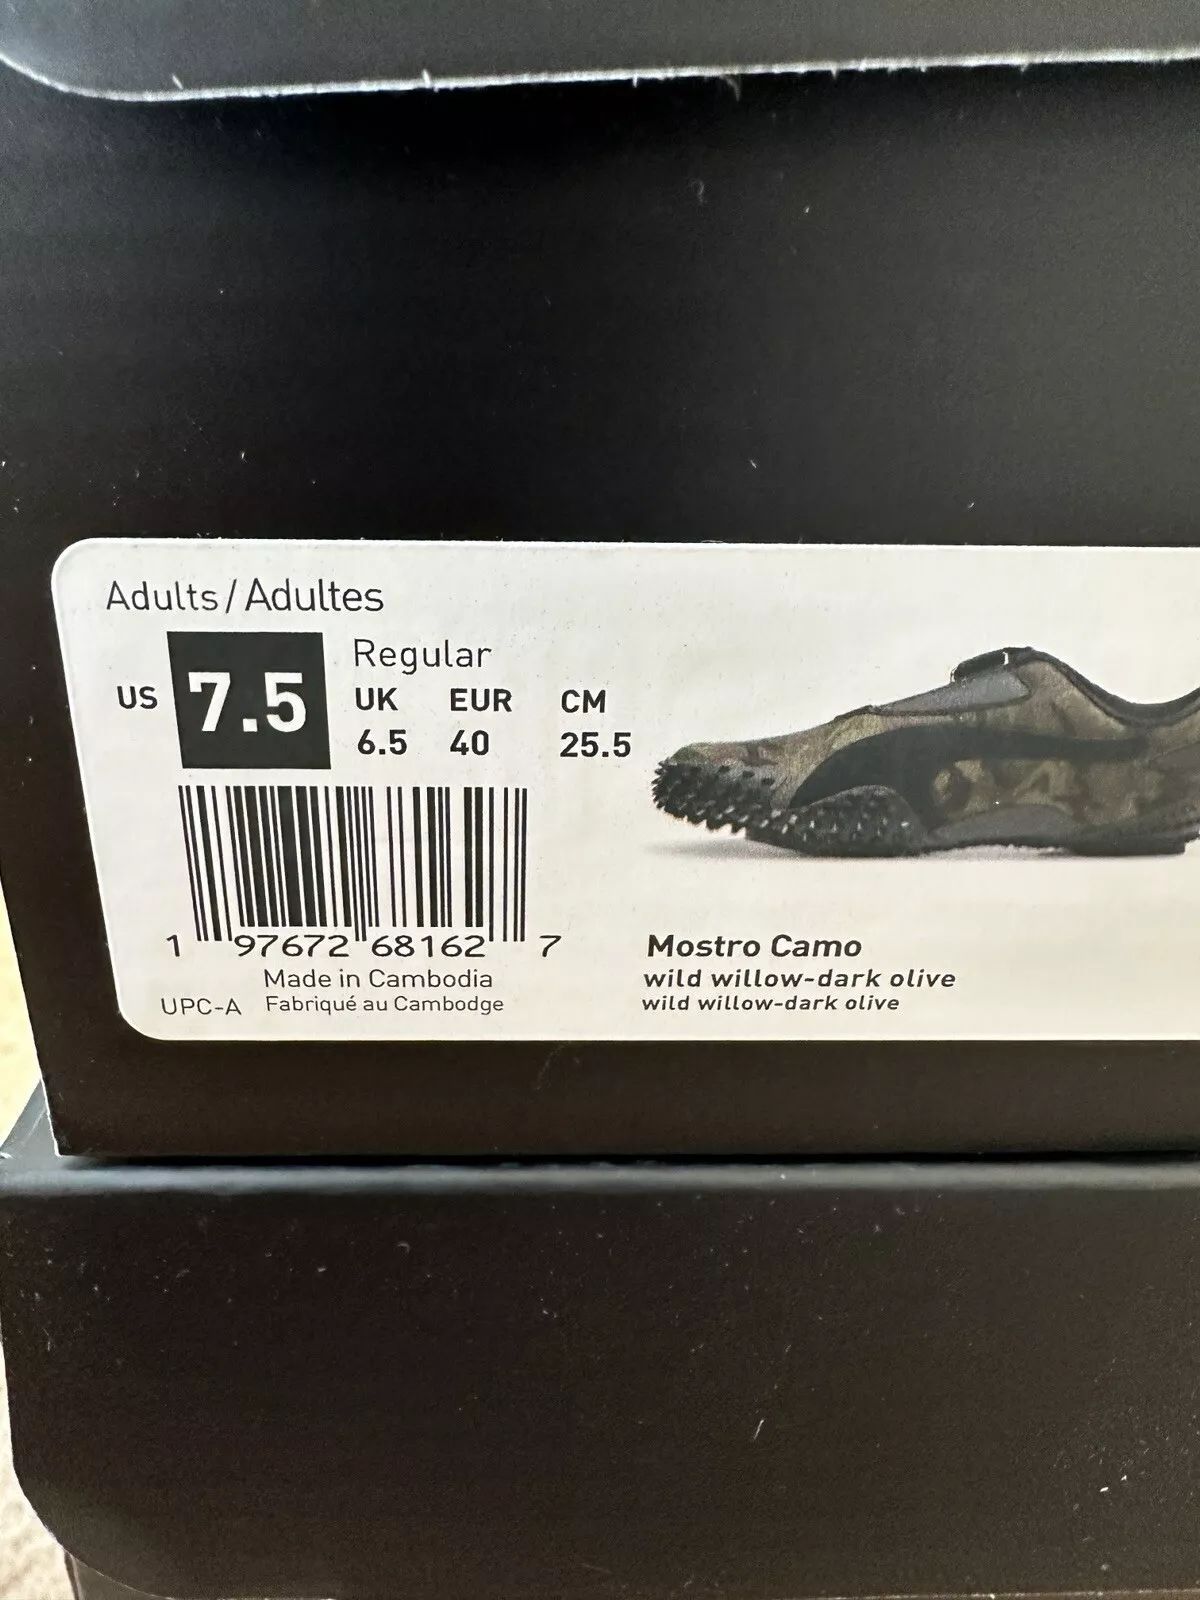 Adults/Adultes
US 7.5 Regular
UK EUR CM
6.5 40 25.5
1 97672 68162 7
Made in Cambodia
UPC-A Fabriqué au Cambodge
Mostro Camo
wild willow-dark olive
wild willow-dark olive